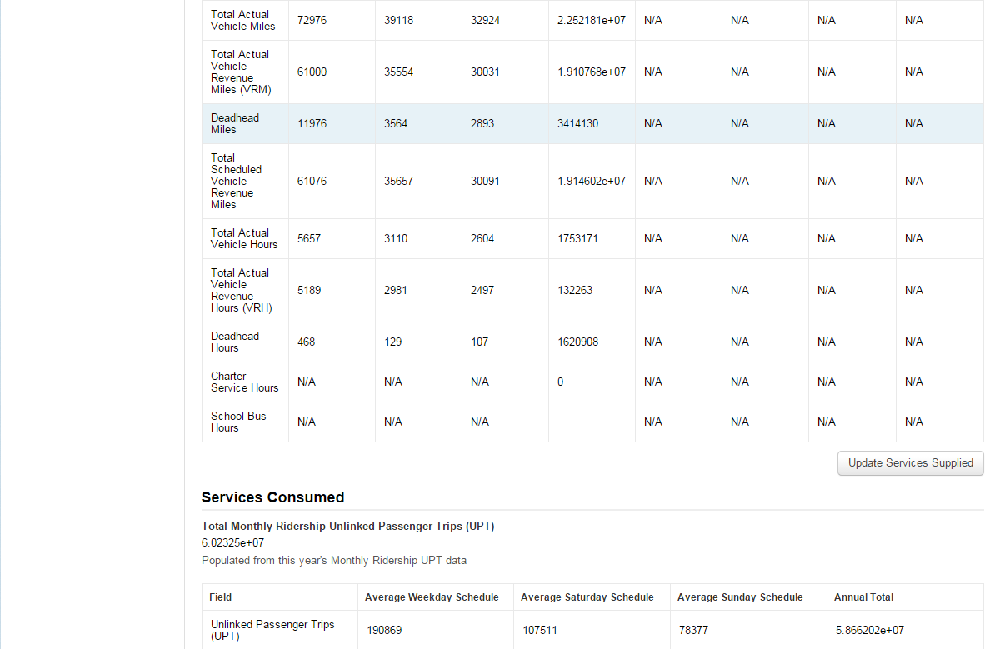 Total Actual
Vehicle Miles 72976 39118 32924 2.252181e+07 N/A N/A N/A N/A
Total Actual
Vehicle
Revenue
Miles (VRM) 61000 35554 30031 1.910768e+07 N/A N/A N/A N/A
Deadhead
Miles 11976 3564 2893 3414130 N/A N/A N/A N/A
Total
Scheduled
Vehicle
Revenue
Miles 61076 35657 30091 1.914602e+07 N/A N/A N/A N/A
Total Actual
Vehicle Hours 5657 3110 2604 1753171 N/A N/A N/A N/A
Total Actual
Vehicle
Revenue
Hours (VRH) 5189 2981 2497 132263 N/A N/A N/A N/A
Deadhead
Hours 468 129 107 1620908 N/A N/A N/A N/A
Charter
Service Hours N/A N/A N/A 0 N/A N/A N/A N/A
School Bus
Hours N/A N/A N/A N/A N/A N/A N/A
Update Services Supplied
Services Consumed
Total Monthly Ridership Unlinked Passenger Trips (UPT)
6.02325e+07
Populated from this year's Monthly Ridership UPT data
Field Average Weekday Schedule Average Saturday Schedule Average Sunday Schedule Annual Total
Unlinked Passenger Trips
(UPT) 190869 107511 78377 5.866202e+07